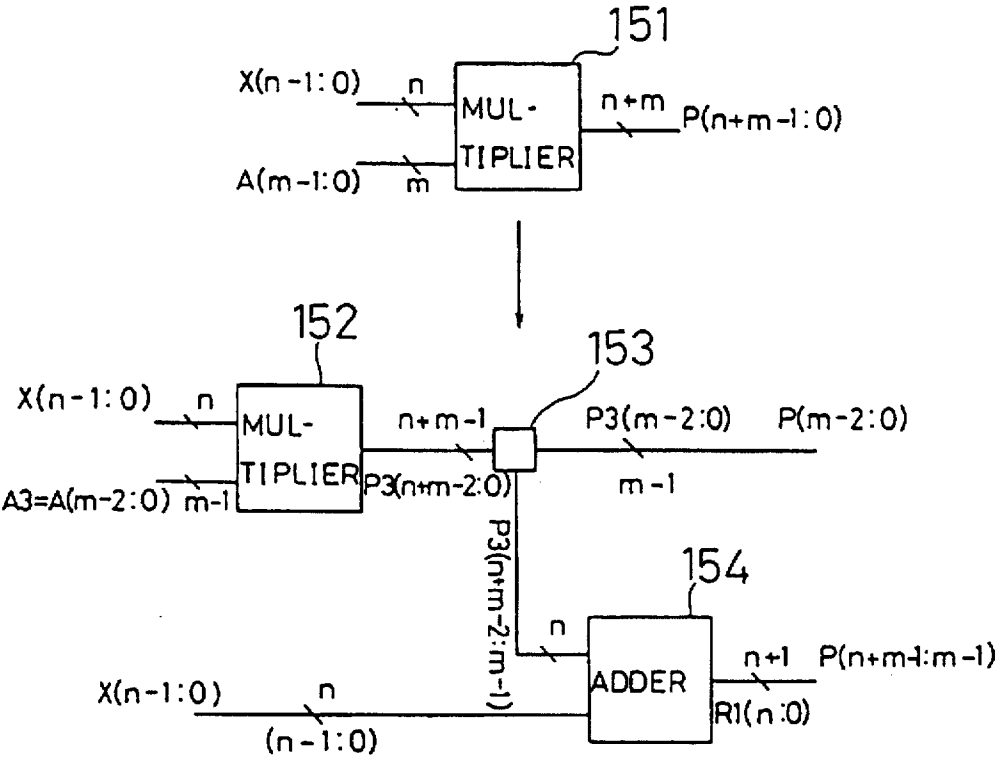 151
X(n-1:0)
n
MUL-
TIPLIER
n+m
P(n+m-1:0)
A(m-1:0)
m
152
153
X(n-1:0)
n
MUL-
TIPLIER
n+m-1
P3(m-2:0)
P(m-2:0)
A3=A(m-2:0)
m-1
P3(n+m-2:0)
m-1
P3(n+m-2:m-1)
154
n
ADDER
n+1
P(n+m-1:m-1)
R1(n:0)
X(n-1:0)
n
(n-1:0)